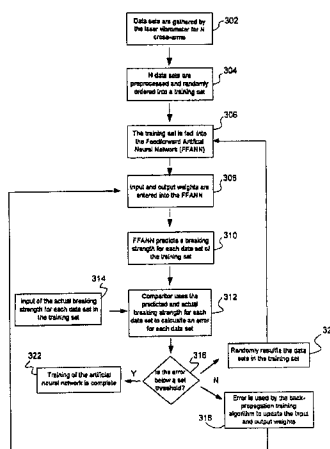 Data sets are gathered by the
laser vibrometer for N
cross-arms
302
N data sets are
preprocessed and randomly
ordered into a training set
304
306
The training set is fed into
the Feedforward Artificial
Neural Network (FFANN)
Input and output weights are
entered into the FFANN
308
FFANN predicts a breaking
strength for each data set of
the training set
310
314
Input of the actual breaking
strength for each data set in
the training set
Comparitor uses the
predicted and actual
breaking strength for each
data set to calculate an error
for each data set
312
316
Is the error
below a set
threshold?
Y
N
322
Training of the artificial
neural network is complete
32
Randomly resuffle the data
sets in the training set
Error is used by the back-
propagation training
algorithm to update the input
and output weights
318